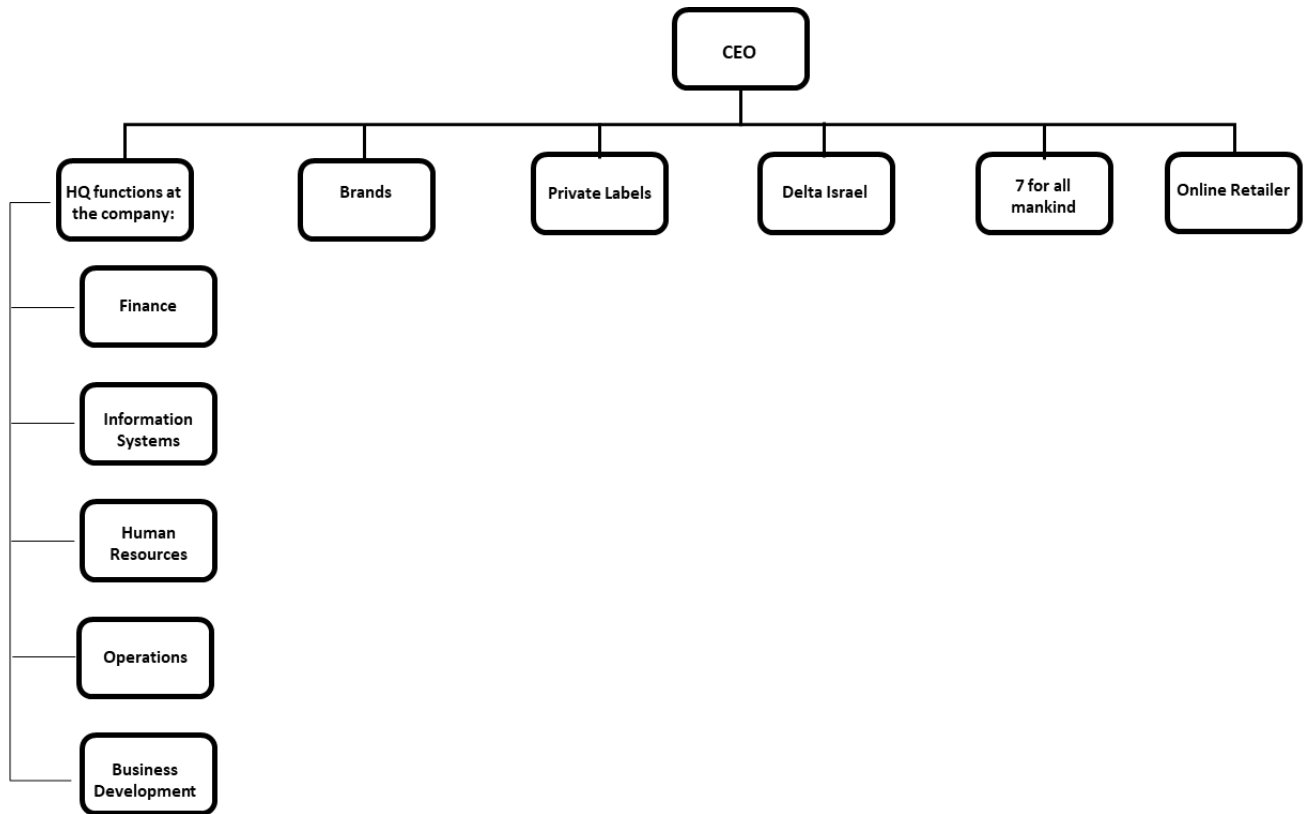 CEO
HQ functions at
the company:
Brands
Private Labels
Delta Israel
7 for all
mankind
Online Retailer
Finance
Information
Systems
Human
Resources
Operations
Business
Development